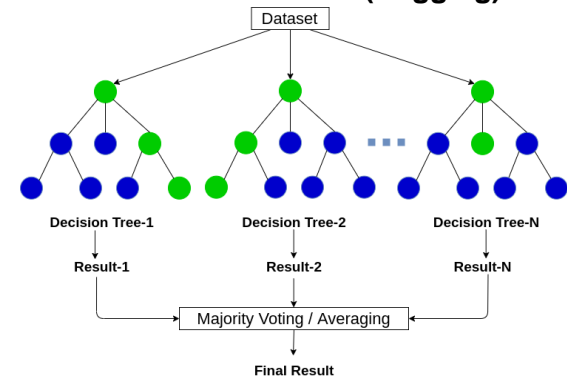 Dataset
Decision Tree-1 Decision Tree-2 Decision Tree-N
Result-1 Result-2 Result-N
Majority Voting / Averaging
Final Result